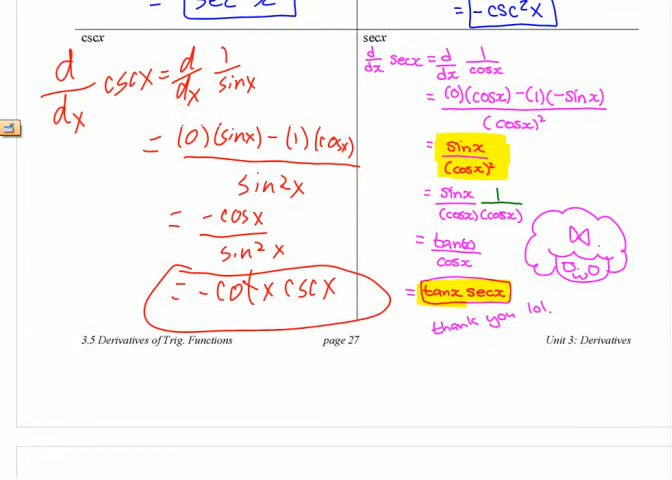 = sec² x
= -csc²x
cscx
secx
d/dx cscx = d/dx 1/sinx
= (0)(sinx) - (1)(cosx) / sin2x
= -cosx / sin²x
= -cotx cscx
d/dx secx = d/dx 1/cosx
= (0)(cosx) - (1)(-sinx) / (cosx)²
= sinx / (cosx)²
= sinx 1 / (cosx)(cosx)
= tan(x) / cosx
= tanx secx
thank you lol.
3.5 Derivatives of Trig. Functions
page 27
Unit 3: Derivatives